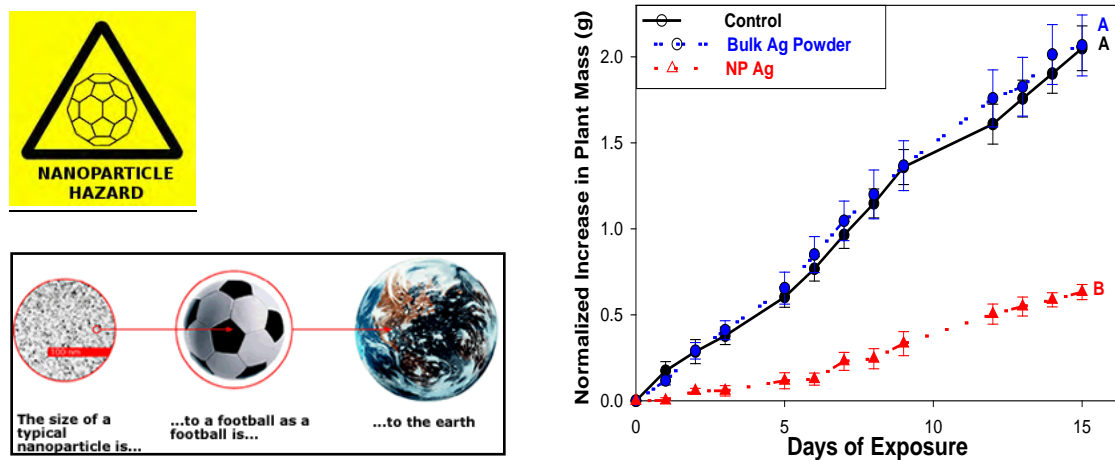 NANOPARTICLE
HAZARD
100 nm
The size of a
typical
nanoparticle is...
...to a football as a
football is...
...to the earth
Normalized Increase in Plant Mass (g)
2.0
1.5
1.0
0.5
0.0
Control
Bulk Ag Powder
NP Ag
A
A
B
0
5
10
15
Days of Exposure